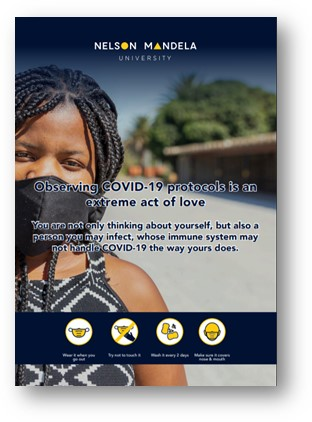 NELSON MANDELA
UNIVERSITY
Observing COVID-19 protocols is an
extreme act of love
You are not only thinking about yourself, but also a
person you may infect, whose immune system may
not handle COVID-19 the way yours does.
Wear it when you
go out
Try not to touch it
Wash it every 2 days
Make sure it covers
nose & mouth